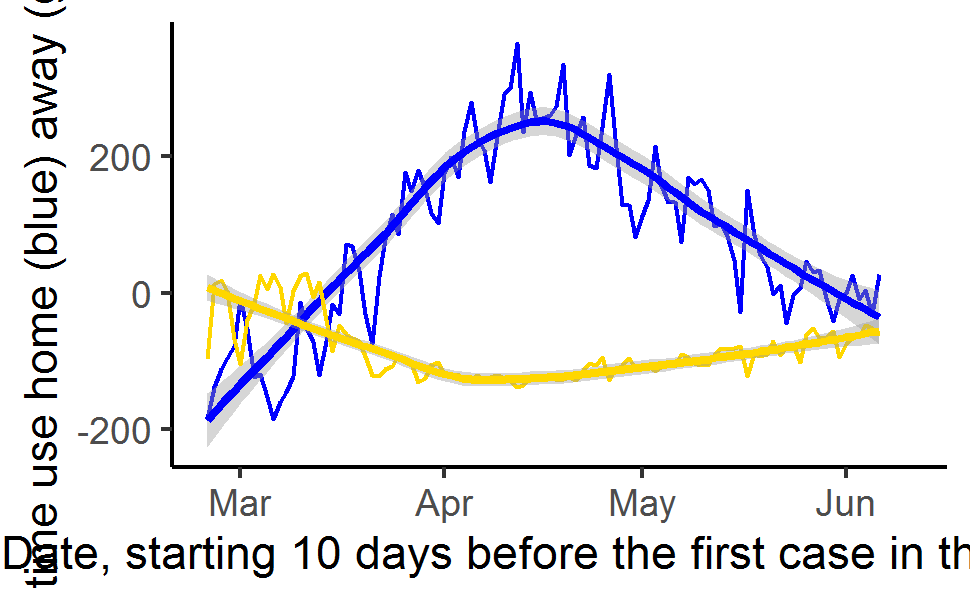 time use home (blue) away (
200
0
-200
Mar Apr May Jun
Date, starting 10 days before the first case in th